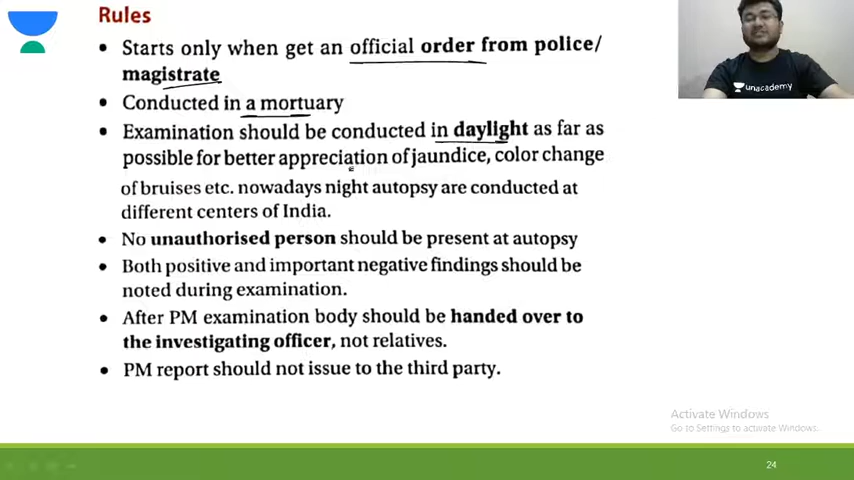 Rules
• Starts only when get an official order from police/
magistrate
• Conducted in a mortuary
• Examination should be conducted in daylight as far as
possible for better appreciation of jaundice, color change
of bruises etc. nowadays night autopsy are conducted at
different centers of India.
• No unauthorised person should be present at autopsy
• Both positive and important negative findings should be
noted during examination.
• After PM examination body should be handed over to
the investigating officer, not relatives.
• PM report should not issue to the third party.
unacademy
Activate Windows
Go to Settings to activate Windows.
24